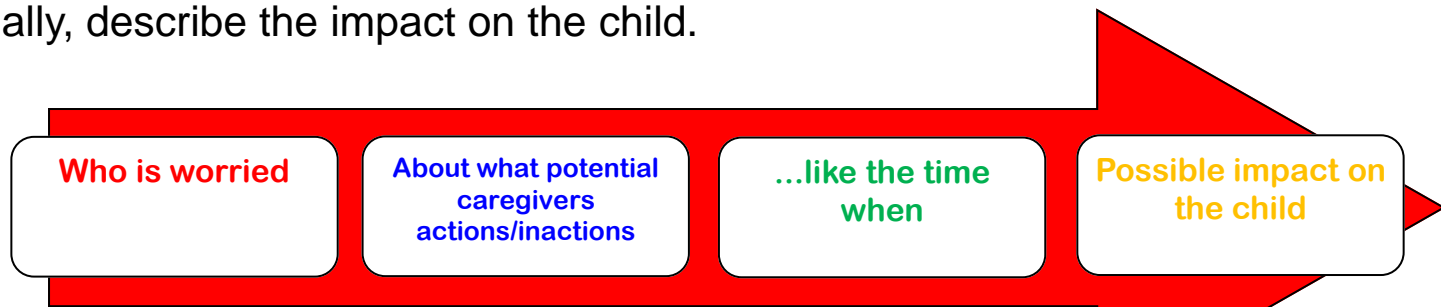 ally, describe the impact on the child.
Who is worried
About what potential
caregivers
actions/inactions
...like the time
when
Possible impact on
the child